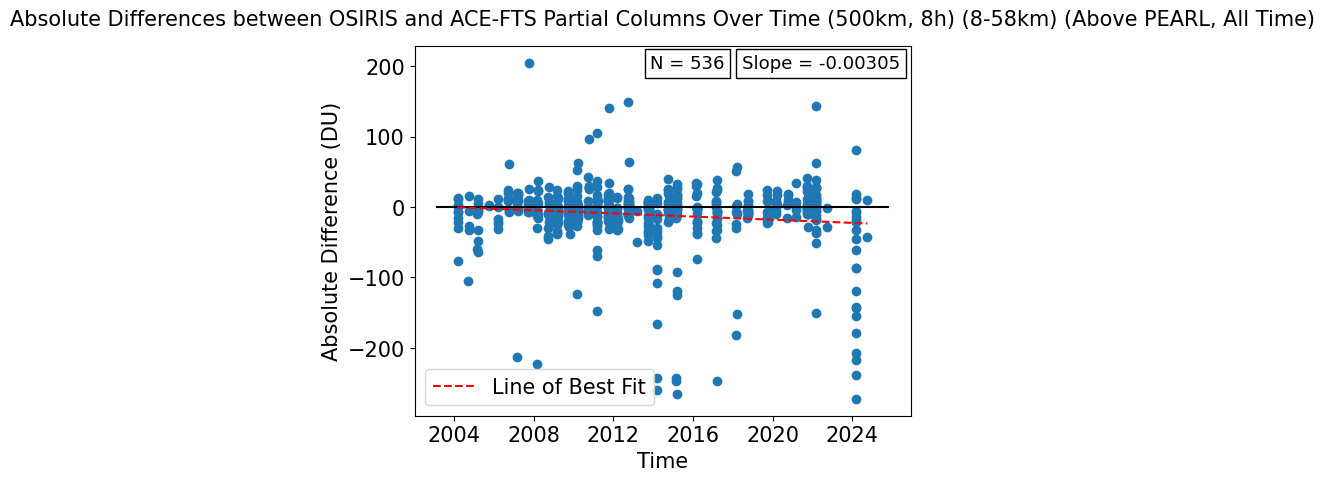 Absolute Differences between OSIRIS and ACE-FTS Partial Columns Over Time (500km, 8h) (8-58km) (Above PEARL, All Time)
N = 536
Slope = -0.00305
Absolute Difference (DU)
200
100
0
−100
−200
Line of Best Fit
2004
2008
2012
2016
2020
2024
Time